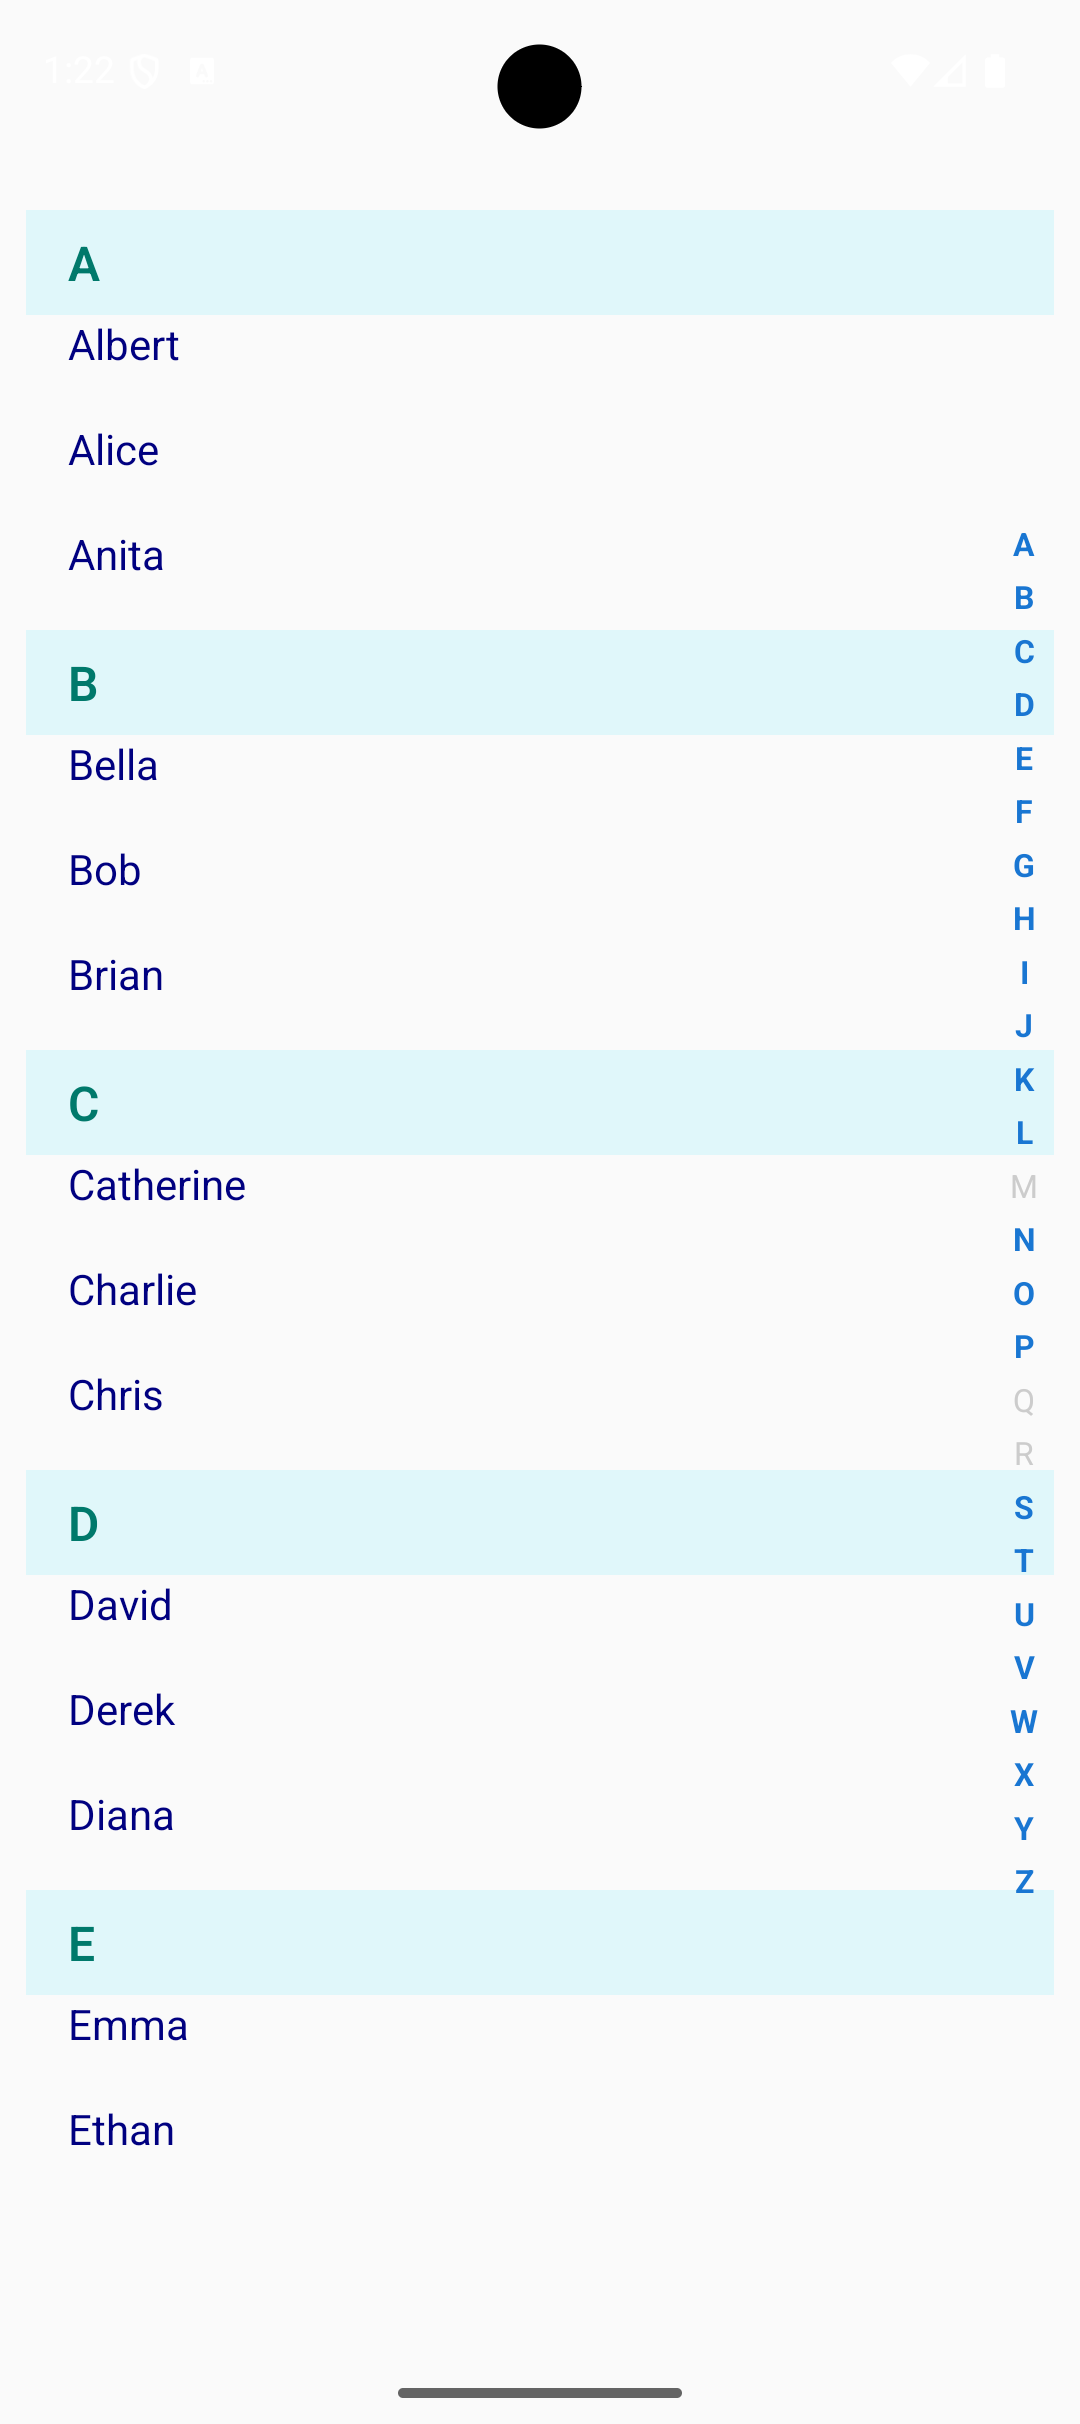 1:22
A
Albert
Alice
Anita
B
Bella
Bob
Brian
C
Catherine
Charlie
Chris
D
David
Derek
Diana
E
Emma
Ethan
A
B
C
D
E
F
G
H
I
J
K
L
M
N
O
P
Q
R
S
T
U
V
W
X
Y
Z